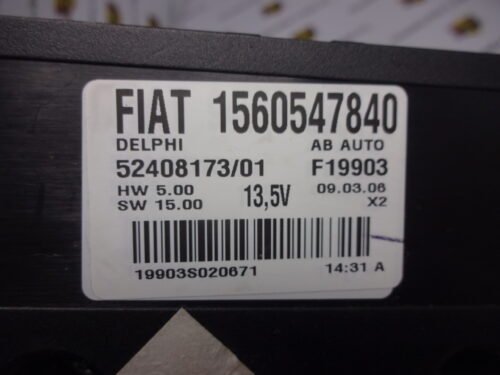 FIAT 1560547840
DELPHI AB AUTO
52408173/01 F19903
HW 5.00 13,5V 09.03.06
SW 15.00 X2
19903S020671 14:31 A